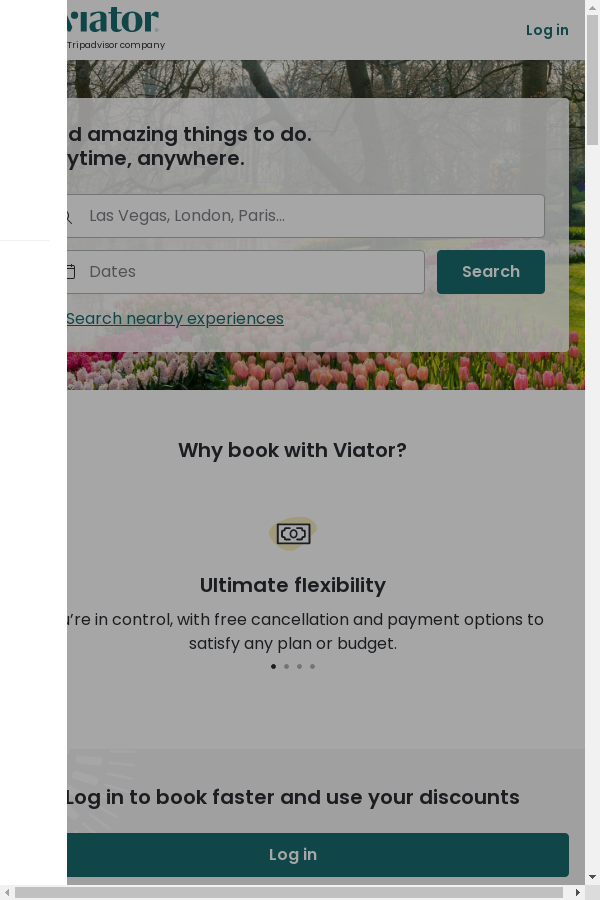 viator
Tripadvisor company
Log in
d amazing things to do.
ytime, anywhere.
Las Vegas, London, Paris...
Dates
Search
Search nearby experiences
Why book with Viator?
Ultimate flexibility
u’re in control, with free cancellation and payment options to
satisfy any plan or budget.
Log in to book faster and use your discounts
Log in